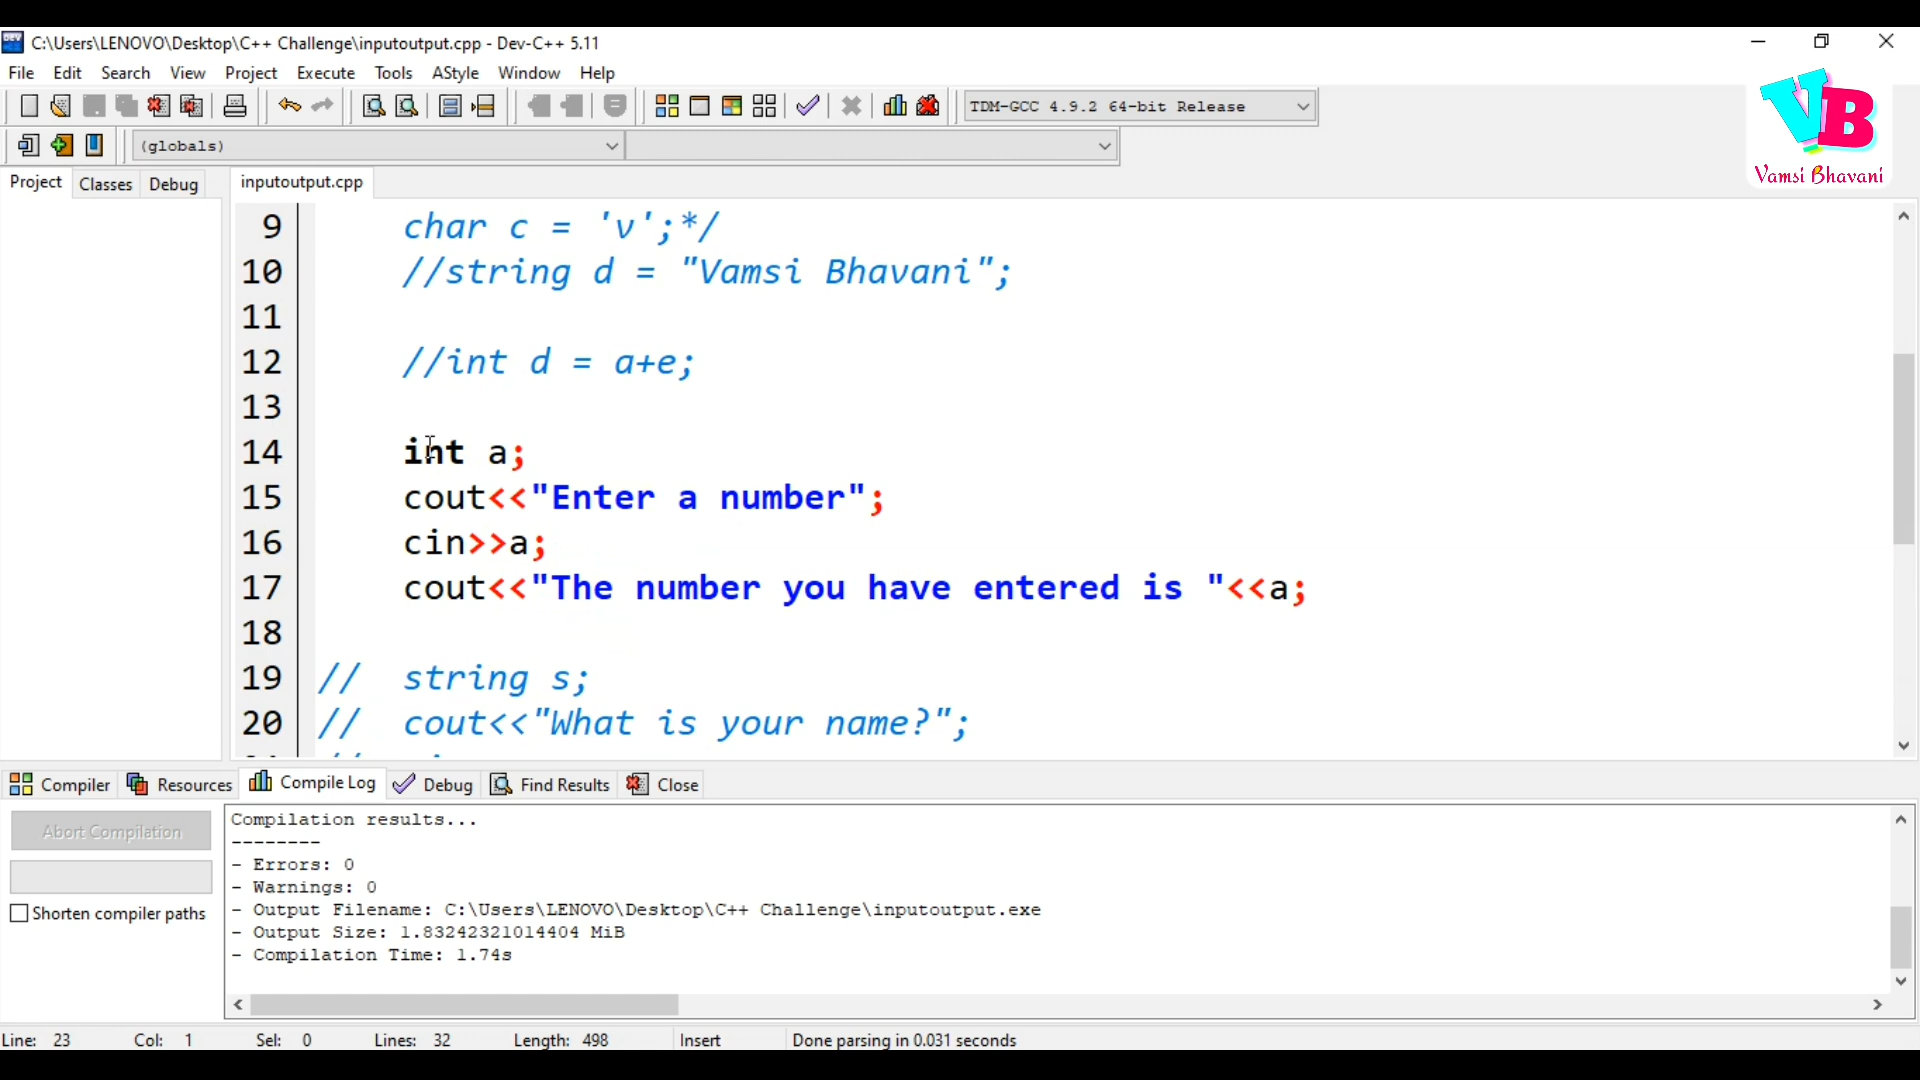 C:\Users\LENOVO\Desktop\C++ Challenge\inputoutput.cpp - Dev-C++ 5.11
File Edit Search View Project Execute Tools AStyle Window Help
TDM-GCC 4.9.2 64-bit Release
(globals)
VB
Vamsi Bhavani
Project Classes Debug inputoutput.cpp
9 char c = 'v';*/
10 //string d = "Vamsi Bhavani";
11
12 //int d = a+e;
13
14 int a;
15 cout<<"Enter a number";
16 cin>>a;
17 cout<<"The number you have entered is "<<a;
18
19 // string s;
20 // cout<<"What is your name?";
Compiler Resources Compile Log Debug Find Results Close
Abort Compilation
Shorten compiler paths
Compilation results...
--------
- Errors: 0
- Warnings: 0
- Output Filename: C:\Users\LENOVO\Desktop\C++ Challenge\inputoutput.exe
- Output Size: 1.83242321014404 MiB
- Compilation Time: 1.74s
Line: 23 Col: 1 Sel: 0 Lines: 32 Length: 498 Insert Done parsing in 0.031 seconds